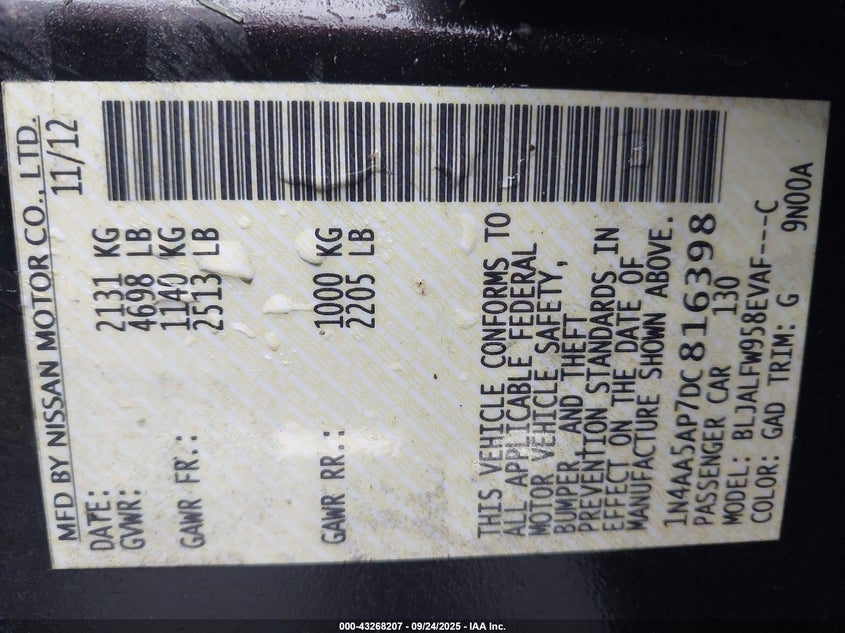 MFD BY NISSAN MOTOR CO., LTD.
DATE: 11/12
GVWR: 2131 KG
4698 LB
GAWR FR.: 1140 KG
2513 LB
GAWR RR.: 1000 KG
2205 LB
THIS VEHICLE CONFORMS TO
ALL APPLICABLE FEDERAL
MOTOR VEHICLE SAFETY,
BUMPER, AND THEFT
PREVENTION STANDARDS IN
EFFECT ON THE DATE OF
MANUFACTURE SHOWN ABOVE.
1N4AA5AP7DC816398
PASSENGER CAR 130
MODEL: BLJALFW958EVAF----C
COLOR: GAD TRIM: G 9N00A
000-43268207 - 09/24/2025 - IAA Inc.